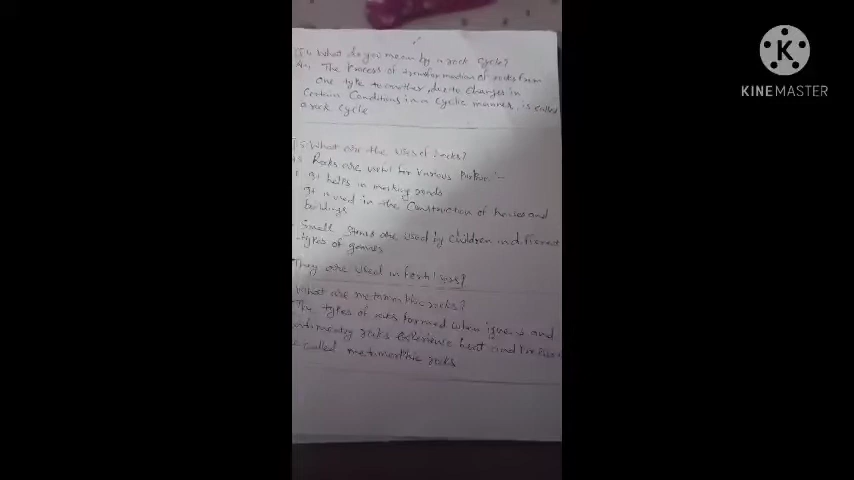 What do you mean by a rock cycle?
The Process of transformation of rocks from
one type to another, due to changes in
Certain Conditions in a cyclic manner, is called
a rock cycle.
What are the uses of rocks?
Rocks are useful for various
It helps in making roads
It is used in the Construction of houses and
buildings
Small stones are used by children in different
types of games
They are used in
What are metamorphic rocks?
The types of rocks formed when igneous and
rocks experience heat and
called metamorphic rocks
K
KINEMASTER